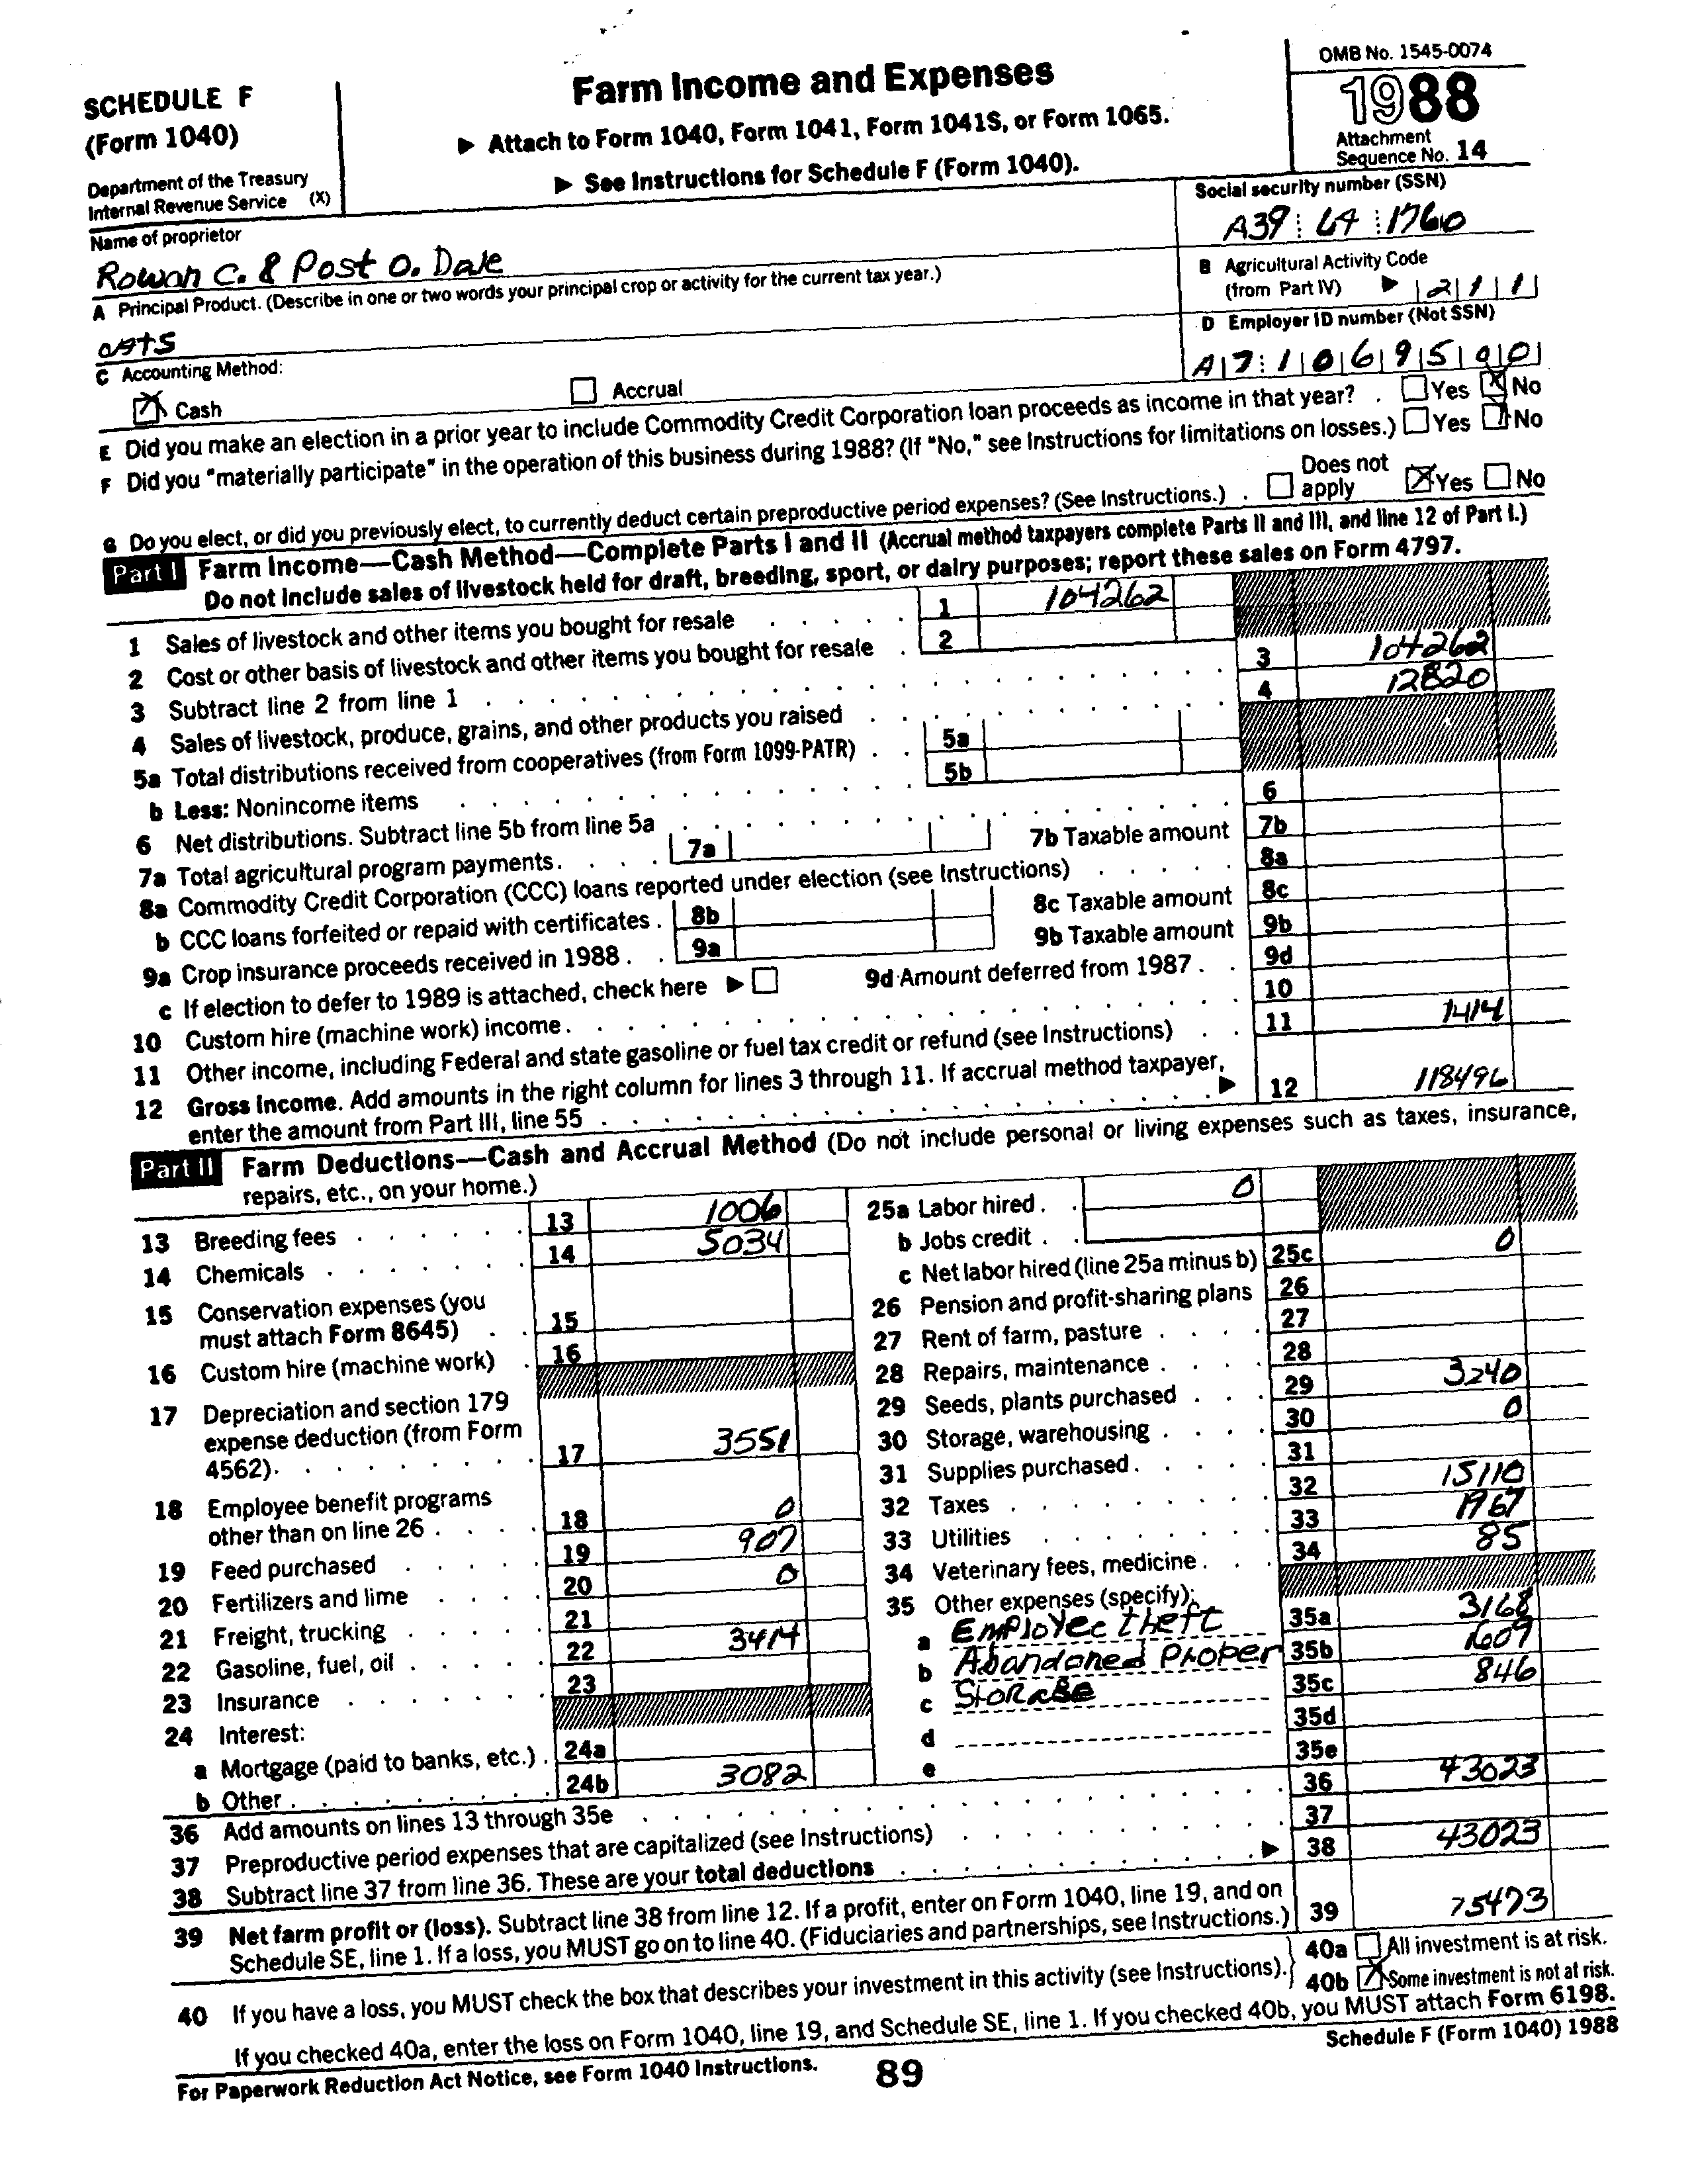 SCHEDULE F
(Form 1040)
Department of the Treasury
Internal Revenue Service (X)
Farm Income and Expenses
▶ Attach to Form 1040, Form 1041, Form 1041S, or Form 1065.
▶ See Instructions for Schedule F (Form 1040).
OMB No. 1545-0074
1988
Attachment
Sequence No. 14
Name of proprietor
Rowan C. & Post O. Dale
Social security number (SSN)
A39 64 1760
A Principal Product. (Describe in one or two words your principal crop or activity for the current tax year.)
oats
B Agricultural Activity Code
(from Part IV) ▶ 211
C Accounting Method:
Cash Accrual
D Employer ID number (Not SSN)
A7 1069500
E Did you make an election in a prior year to include Commodity Credit Corporation loan proceeds as income in that year? . Yes No
F Did you "materially participate" in the operation of this business during 1988? (If "No," see Instructions for limitations on losses.) Yes No
G Do you elect, or did you previously elect, to currently deduct certain preproductive period expenses? (See Instructions.) . Does not apply Yes No
Part I Farm Income—Cash Method—Complete Parts I and II (Accrual method taxpayers complete Parts II and III, and line 12 of Part I.)
Do not include sales of livestock held for draft, breeding, sport, or dairy purposes; report these sales on Form 4797.
1 Sales of livestock and other items you bought for resale 1 104262
2 Cost or other basis of livestock and other items you bought for resale 2
3 Subtract line 2 from line 1 3 104262
4 Sales of livestock, produce, grains, and other products you raised 4 12820
5a Total distributions received from cooperatives (from Form 1099-PATR) 5a
b Less: Nonincome items 5b
6 Net distributions. Subtract line 5b from line 5a 6
7a Total agricultural program payments. 7a 7b Taxable amount 7b
8a Commodity Credit Corporation (CCC) loans reported under election (see Instructions) 8a
b CCC loans forfeited or repaid with certificates . 8b 8c Taxable amount 8c
9a Crop insurance proceeds received in 1988 . 9a 9b Taxable amount 9b
c If election to defer to 1989 is attached, check here ▶ 9d Amount deferred from 1987 . 9d
10 Custom hire (machine work) income. 10
11 Other income, including Federal and state gasoline or fuel tax credit or refund (see Instructions) 11 1414
12 Gross Income. Add amounts in the right column for lines 3 through 11. If accrual method taxpayer,
enter the amount from Part III, line 55 ▶ 12 118496
Part II Farm Deductions—Cash and Accrual Method (Do not include personal or living expenses such as taxes, insurance,
repairs, etc., on your home.)
13 Breeding fees 13 1006
14 Chemicals 14 5034
15 Conservation expenses (you
must attach Form 8645) 15
16 Custom hire (machine work) 16
17 Depreciation and section 179
expense deduction (from Form
4562). 17 3551
18 Employee benefit programs
other than on line 26 18 0
19 Feed purchased 19 907
20 Fertilizers and lime 20 0
21 Freight, trucking 21
22 Gasoline, fuel, oil 22 3414
23 Insurance 23
24 Interest:
a Mortgage (paid to banks, etc.) . 24a
b Other . 24b 3082
25a Labor hired . 0
b Jobs credit .
c Net labor hired (line 25a minus b) 25c 0
26 Pension and profit-sharing plans 26
27 Rent of farm, pasture 27
28 Repairs, maintenance 28
29 Seeds, plants purchased 29 3240
30 Storage, warehousing 30 0
31 Supplies purchased. 31
32 Taxes 32 15110
33 Utilities 33 1967
34 Veterinary fees, medicine . 34 85
35 Other expenses (specify):
a Employee theft 35a 3168
b Abandoned Proper 35b 1609
c Storage 35c 846
d 35d
e 35e
36 Add amounts on lines 13 through 35e 36 43023
37 Preproductive period expenses that are capitalized (see Instructions) 37
38 Subtract line 37 from line 36. These are your total deductions ▶ 38 43023
39 Net farm profit or (loss). Subtract line 38 from line 12. If a profit, enter on Form 1040, line 19, and on
Schedule SE, line 1. If a loss, you MUST go on to line 40. (Fiduciaries and partnerships, see Instructions.) 39 75473
40 If you have a loss, you MUST check the box that describes your investment in this activity (see Instructions). 40a All investment is at risk.
40b Some investment is not at risk.
If you checked 40a, enter the loss on Form 1040, line 19, and Schedule SE, line 1. If you checked 40b, you MUST attach Form 6198.
For Paperwork Reduction Act Notice, see Form 1040 Instructions. 89 Schedule F (Form 1040) 1988